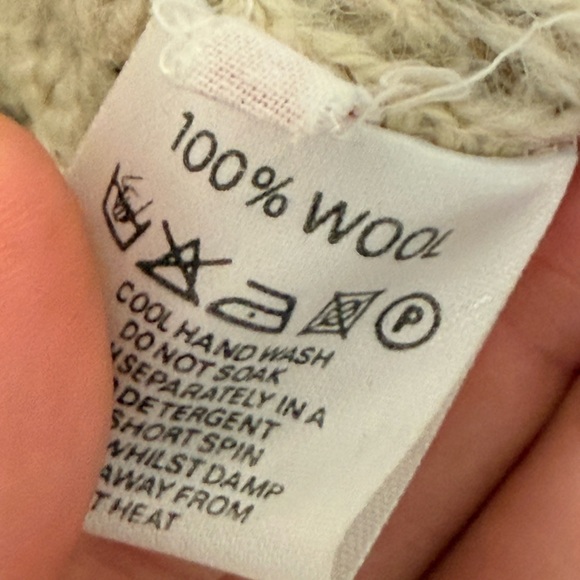 100% WOOL
P
COOL HAND WASH
DO NOT SOAK
SEPARATELY IN A
DETERGENT
SHORT SPIN
WHILST DAMP
AWAY FROM
HEAT